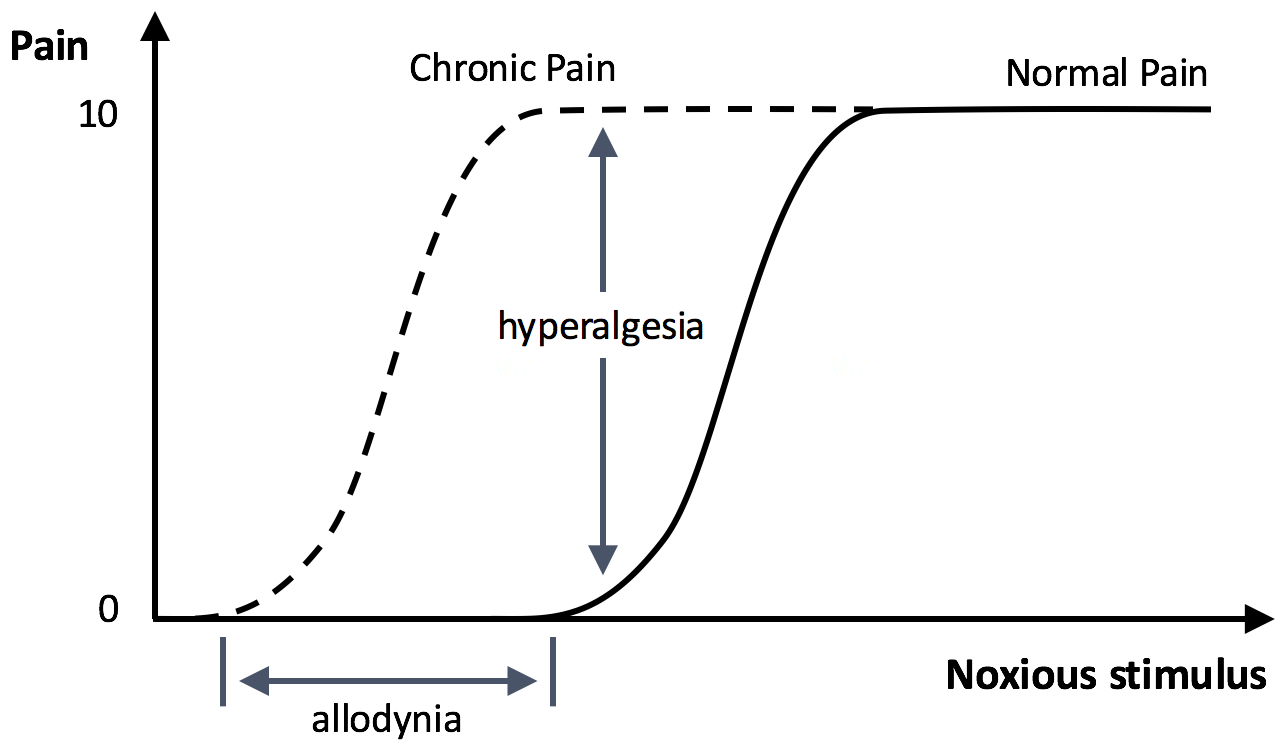 Pain
Chronic Pain
Normal Pain
10
hyperalgesia
0
Noxious stimulus
allodynia